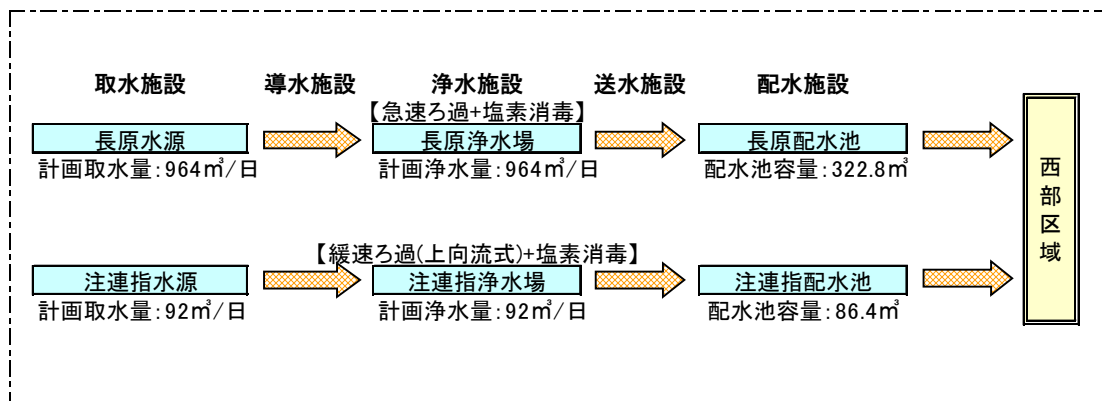 取水施設 導水施設 浄水施設 送水施設 配水施設
【急速ろ過+塩素消毒】
長原水源 長原浄水場 長原配水池
計画取水量:964㎥/日 計画浄水量:964㎥/日 配水池容量:322.8㎥
西部区域
【緩速ろ過(上向流式)+塩素消毒】
注連指水源 注連指浄水場 注連指配水池
計画取水量:92㎥/日 計画浄水量:92㎥/日 配水池容量:86.4㎥